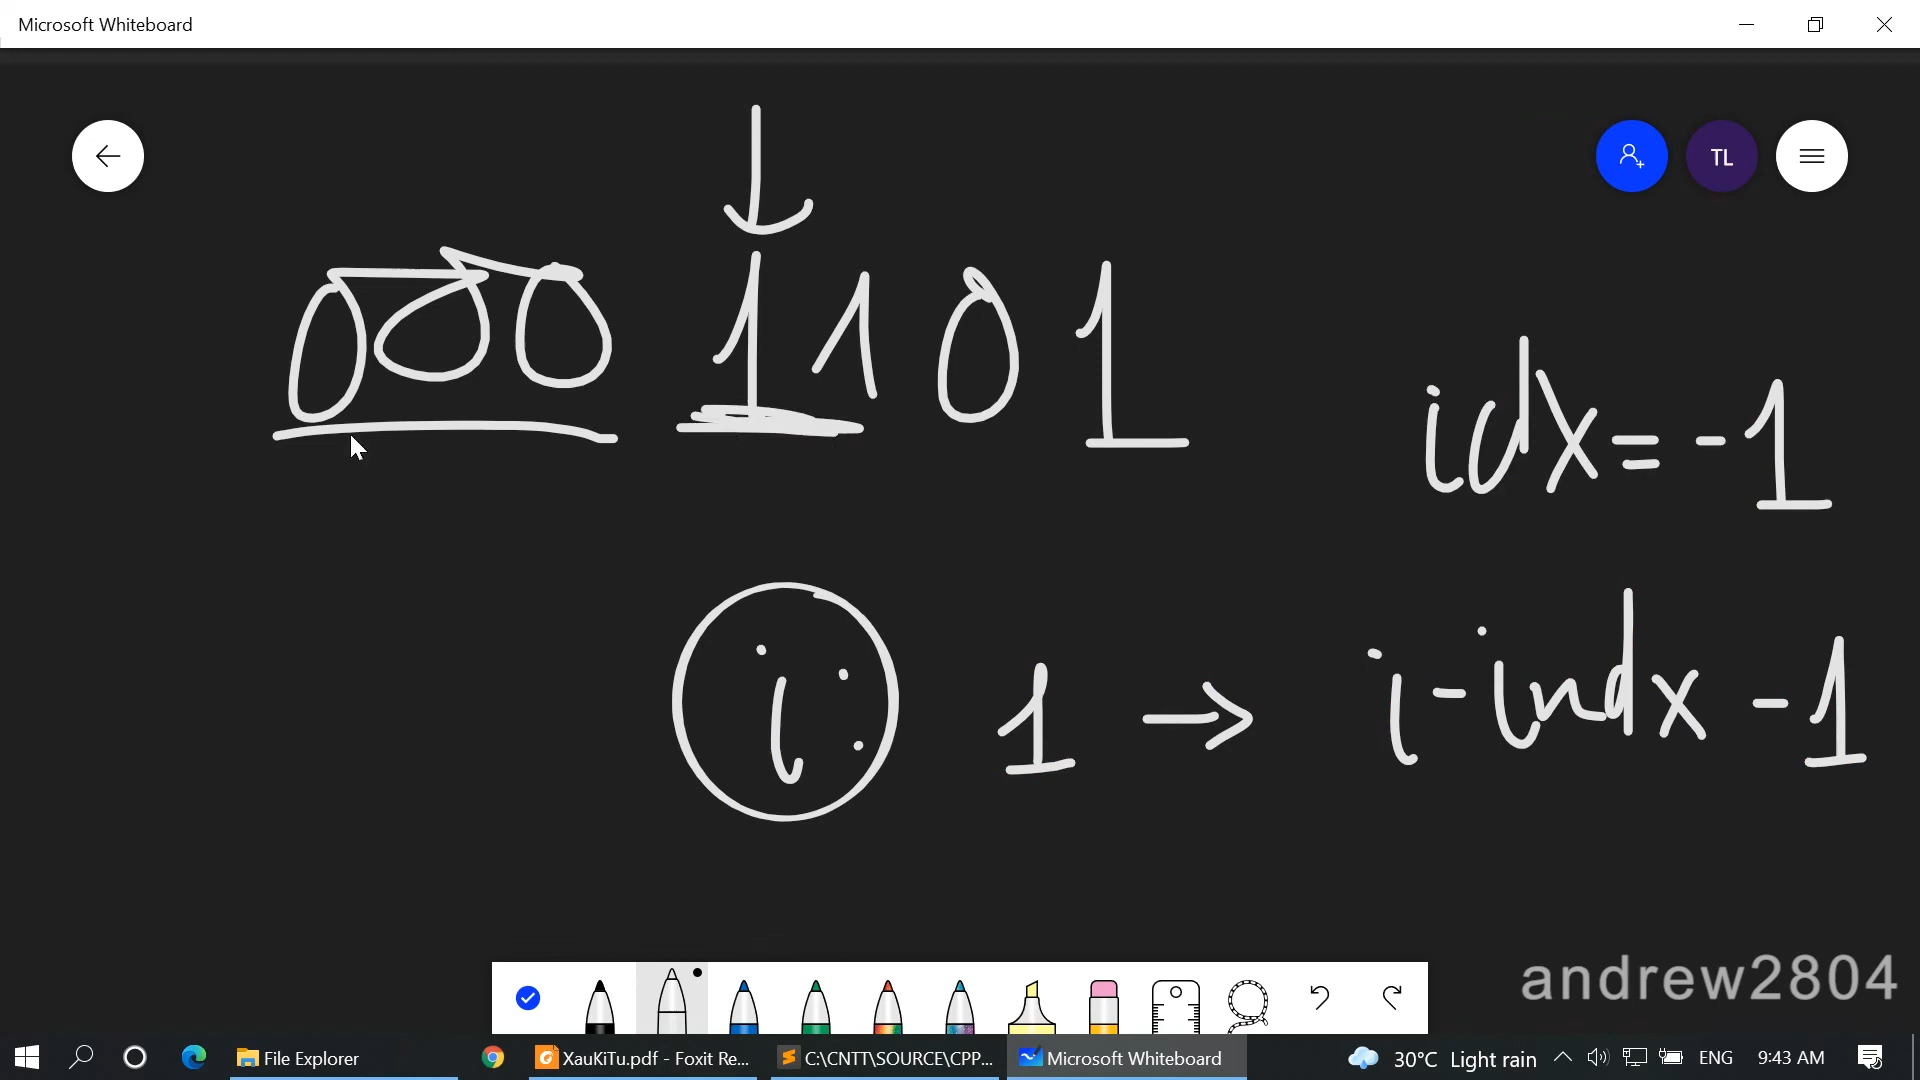 Microsoft Whiteboard
TL
000 1101
idx = -1
i : 1 → i - indx - 1
andrew2804
File Explorer
XauKiTu.pdf - Foxit Re...
C:\CNTT\SOURCE\CPP...
Microsoft Whiteboard
30°C Light rain
ENG
9:43 AM